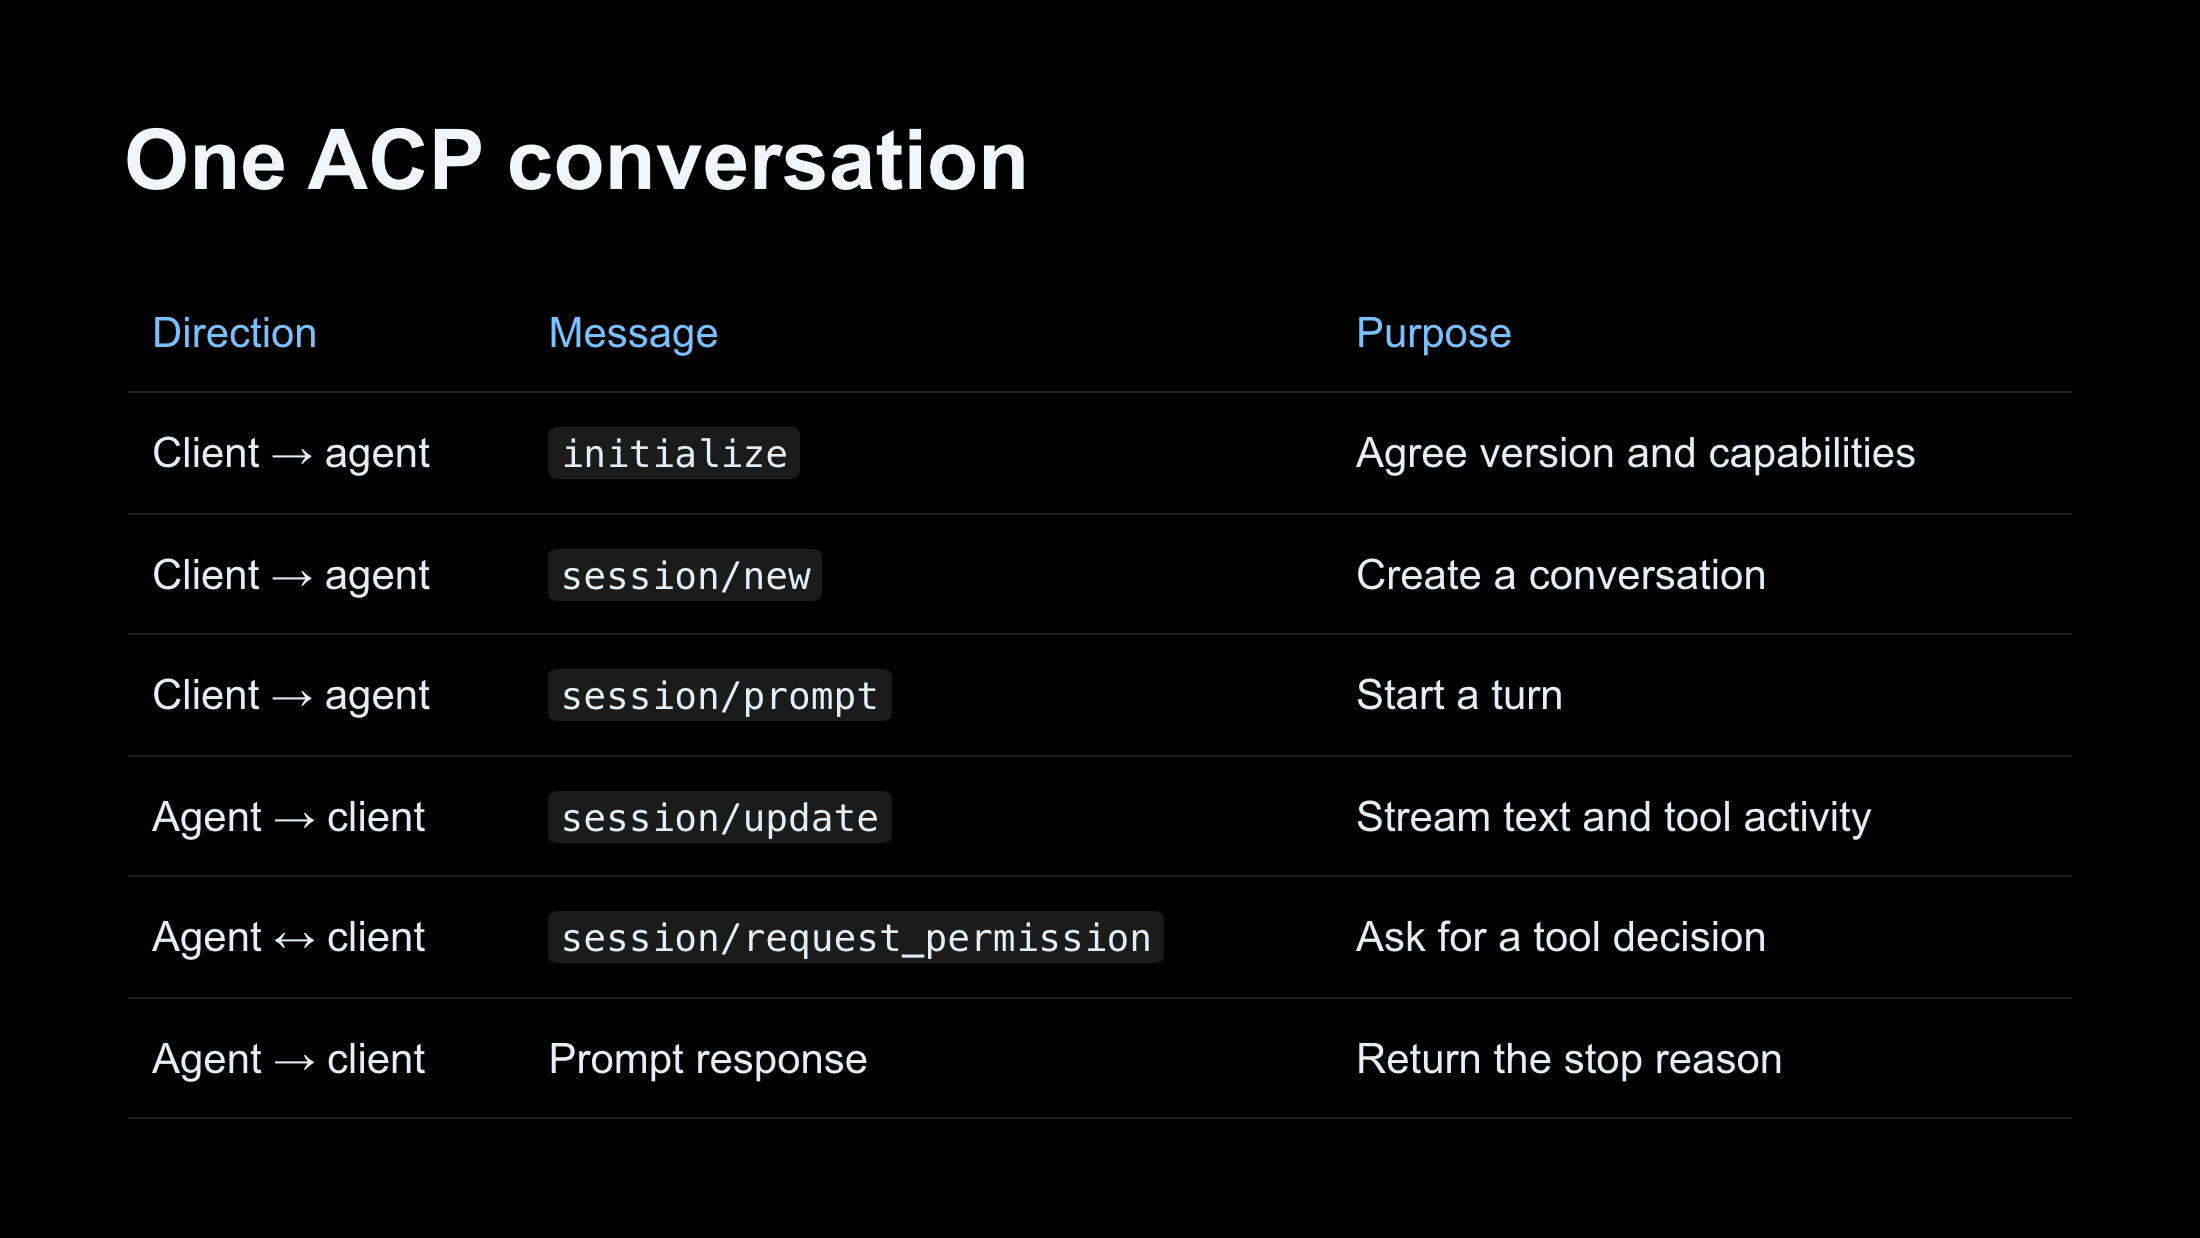 One ACP conversation
Direction Message Purpose
Client → agent initialize Agree version and capabilities
Client → agent session/new Create a conversation
Client → agent session/prompt Start a turn
Agent → client session/update Stream text and tool activity
Agent ↔ client session/request_permission Ask for a tool decision
Agent → client Prompt response Return the stop reason